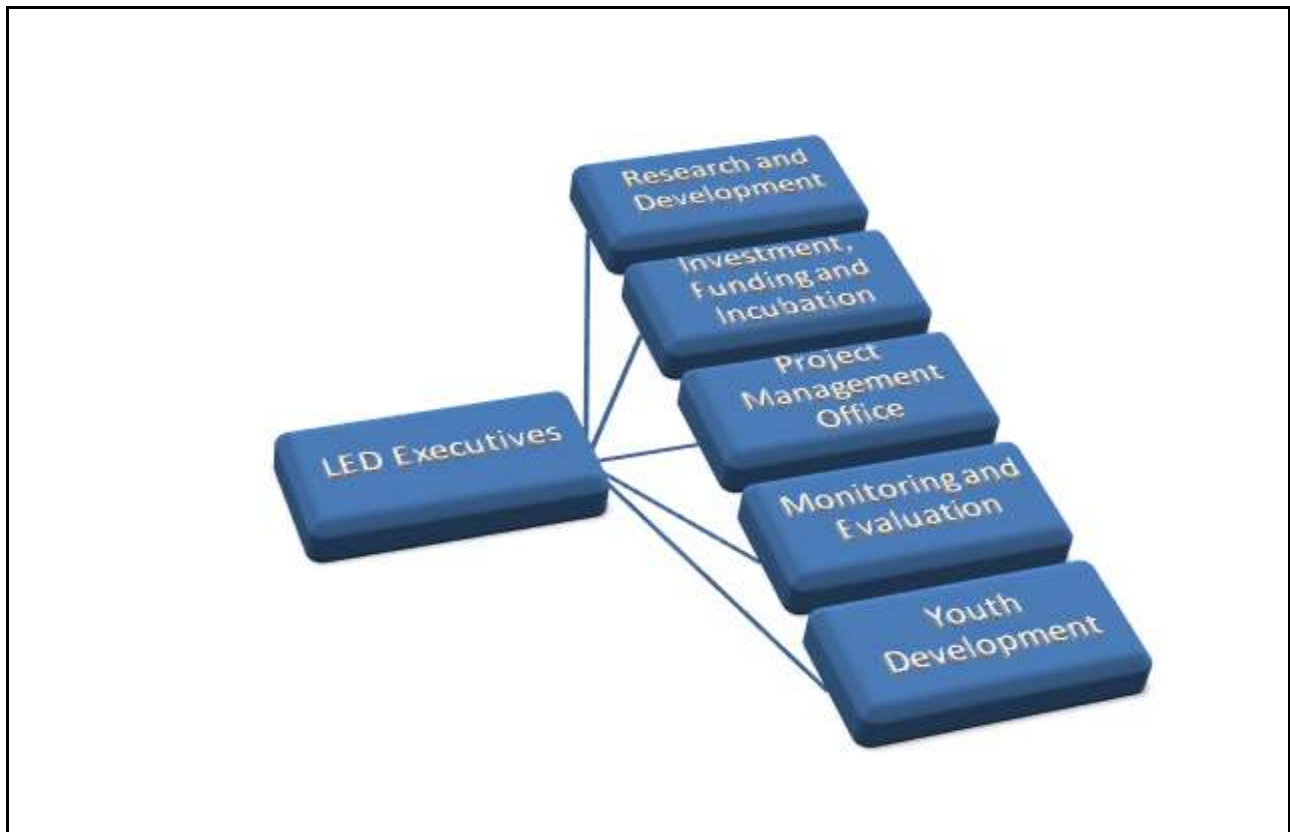 Research and
Development
Investment,
Funding and
Incubation
Project
Management
Office
LED Executives
Monitoring and
Evaluation
Youth
Development